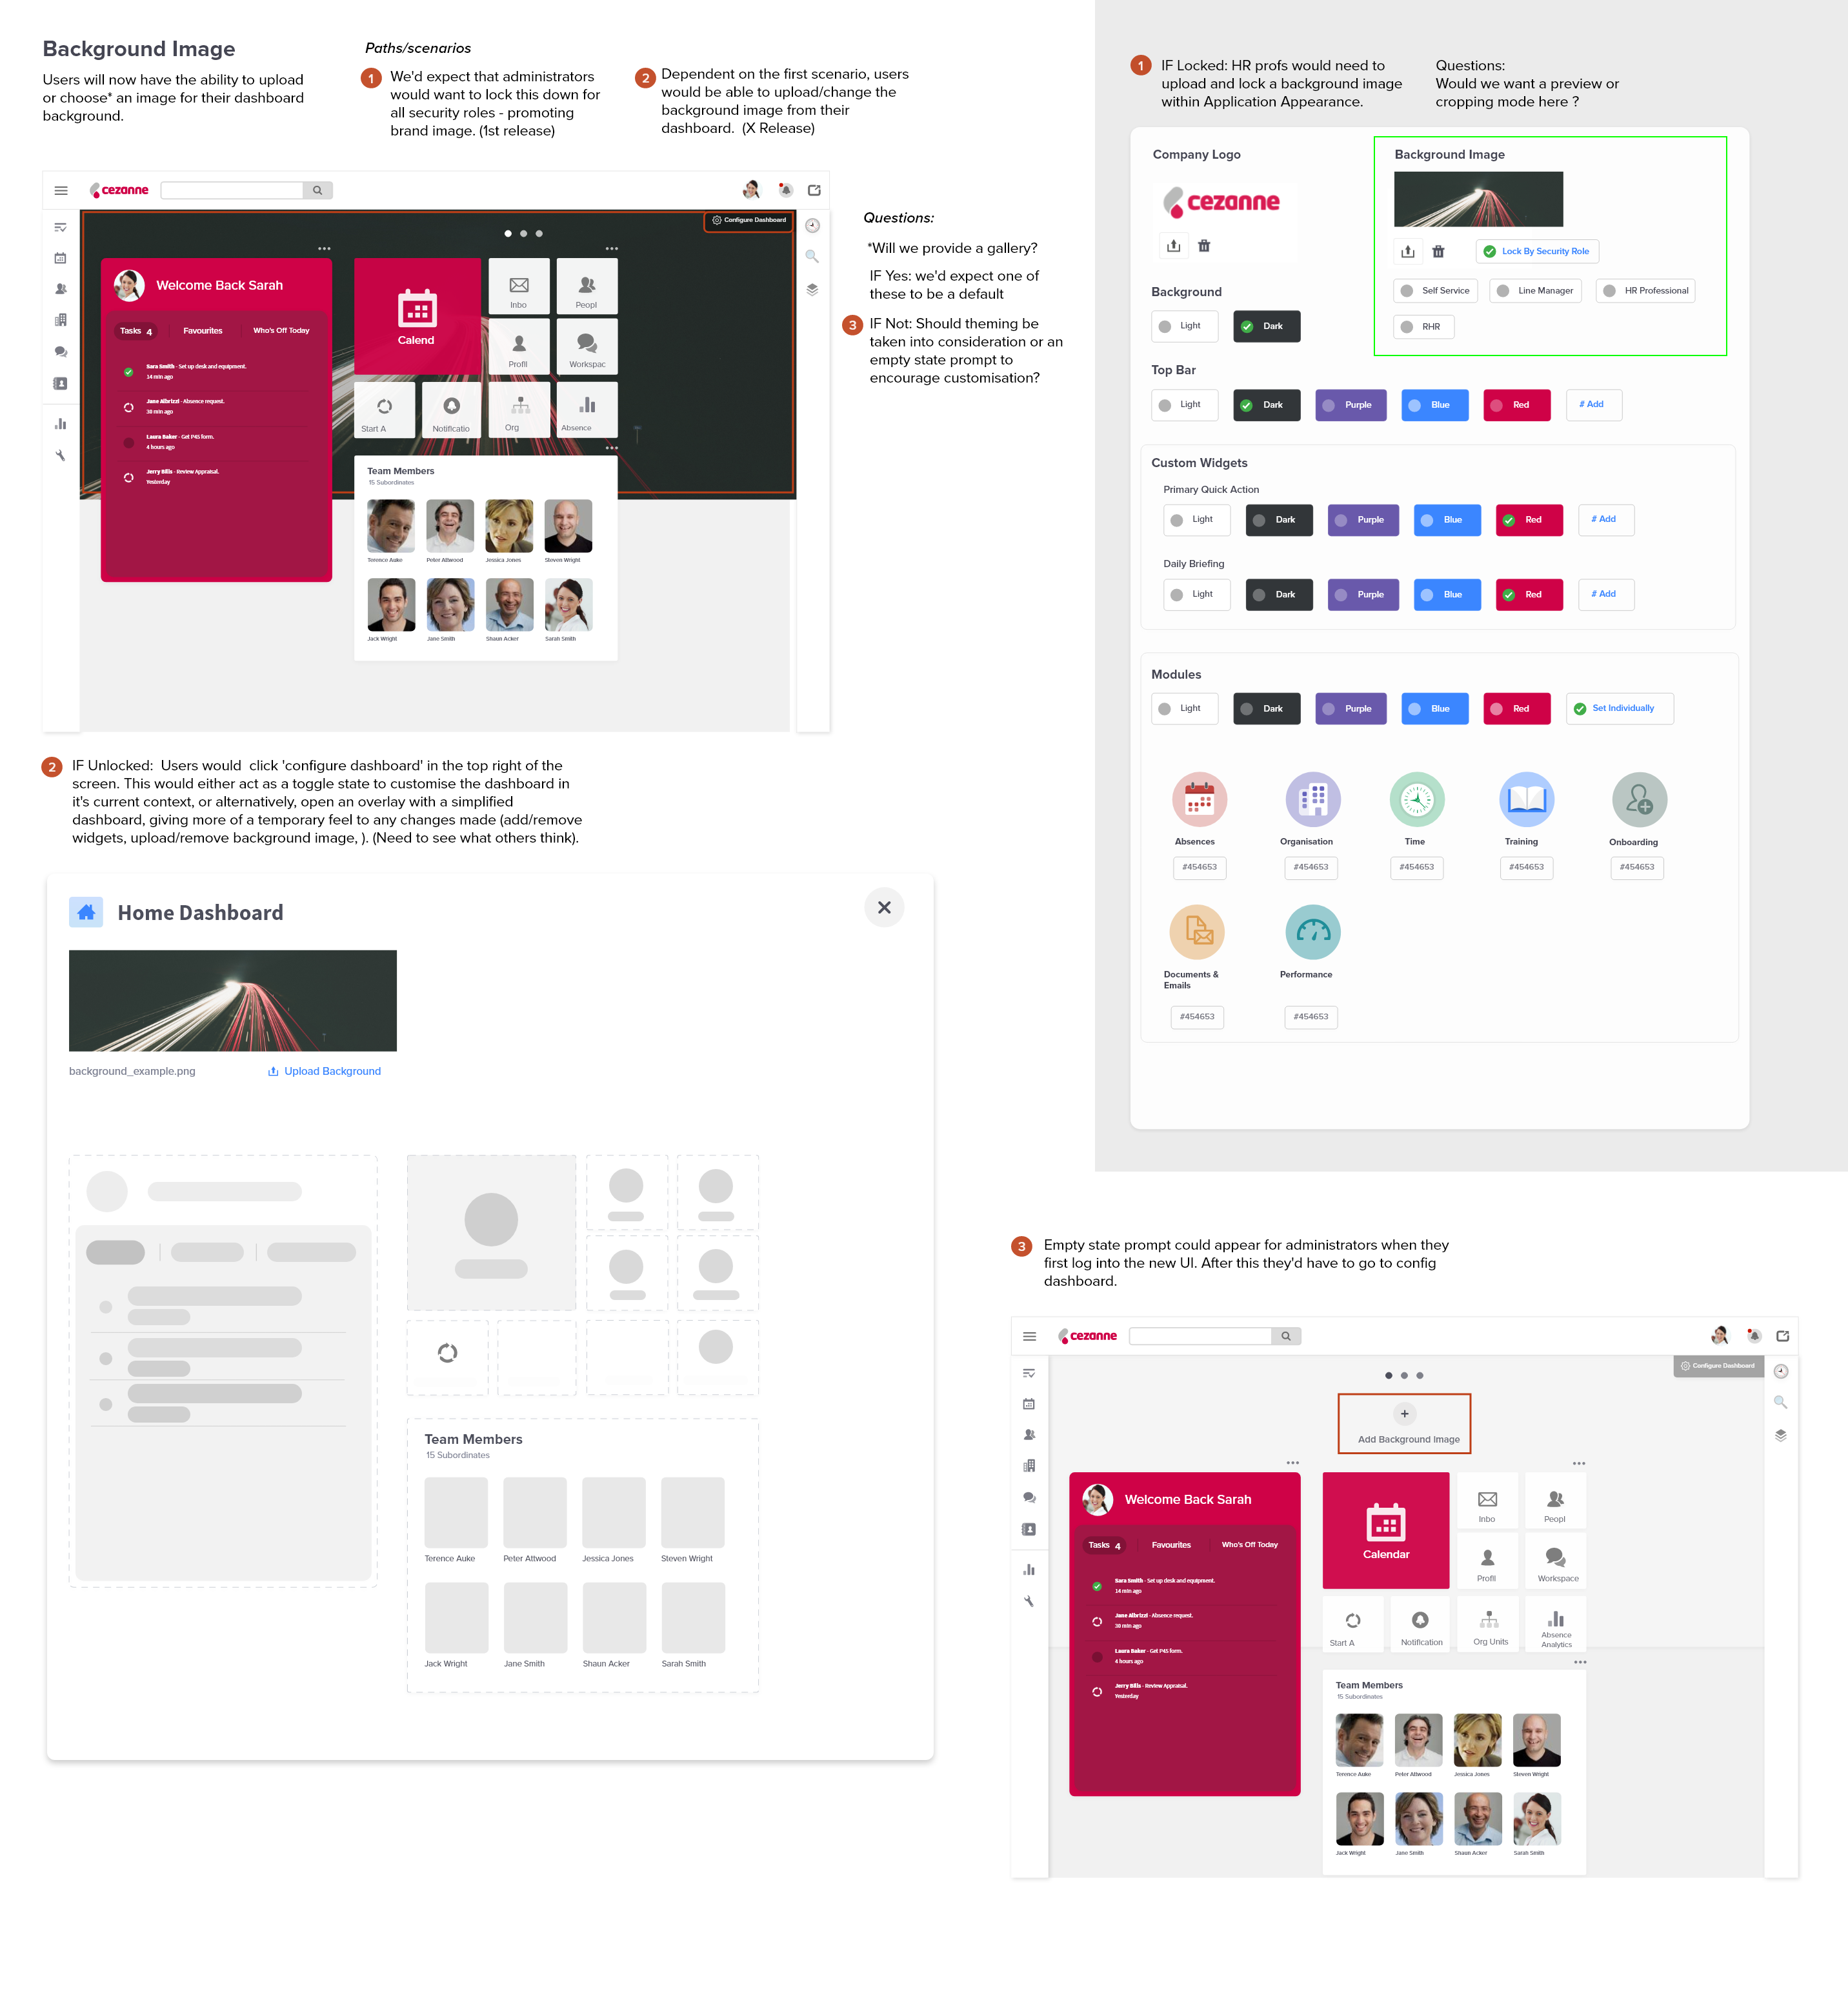 Background Image
Users will now have the ability to upload
or choose* an image for their dashboard
background.
Paths/scenarios
1
We'd expect that administrators
would want to lock this down for
all security roles - promoting
brand image. (1st release)
2
Dependent on the first scenario, users
would be able to upload/change the
background image from their
dashboard. (X Release)
cezanne
Configure Dashboard
Welcome Back Sarah
Tasks 4
Favourites
Who's Off Today
Sara Smith - Set up desk and equipment.
14 min ago
Jane Albrizzi - Absence request.
30 min ago
Laura Baker - Get P45 form.
4 hours ago
Jerry Bills - Review Appraisal.
Yesterday
Calend
Inbo
Peopl
Profil
Workspac
Start A
Notificatio
Org
Absence
Team Members
15 Subordinates
Terence Auke
Peter Attwood
Jessica Jones
Steven Wright
Jack Wright
Jane Smith
Shaun Acker
Sarah Smith
Questions:
*Will we provide a gallery?
IF Yes: we'd expect one of
these to be a default
3
IF Not: Should theming be
taken into consideration or an
empty state prompt to
encourage customisation?
2
IF Unlocked:  Users would  click 'configure dashboard' in the top right of the
screen. This would either act as a toggle state to customise the dashboard in
it's current context, or alternatively, open an overlay with a simplified
dashboard, giving more of a temporary feel to any changes made (add/remove
widgets, upload/remove background image, ). (Need to see what others think).
Home Dashboard
background_example.png
Upload Background
Team Members
15 Subordinates
Terence Auke
Peter Attwood
Jessica Jones
Steven Wright
Jack Wright
Jane Smith
Shaun Acker
Sarah Smith
1
IF Locked: HR profs would need to
upload and lock a background image
within Application Appearance.
Questions:
Would we want a preview or
cropping mode here ?
Company Logo
cezanne
Background Image
Lock By Security Role
Self Service
Line Manager
HR Professional
RHR
Background
Light
Dark
Top Bar
Light
Dark
Purple
Blue
Red
# Add
Custom Widgets
Primary Quick Action
Light
Dark
Purple
Blue
Red
# Add
Daily Briefing
Light
Dark
Purple
Blue
Red
# Add
Modules
Light
Dark
Purple
Blue
Red
Set Individually
Absences
Organisation
Time
Training
Onboarding
#454653
#454653
#454653
#454653
#454653
Documents &
Emails
Performance
#454653
#454653
3
Empty state prompt could appear for administrators when they
first log into the new UI. After this they'd have to go to config
dashboard.
cezanne
Configure Dashboard
+
Add Background Image
Welcome Back Sarah
Tasks 4
Favourites
Who's Off Today
Sara Smith - Set up desk and equipment.
14 min ago
Jane Albrizzi - Absence request.
30 min ago
Laura Baker - Get P45 form.
4 hours ago
Jerry Bills - Review Appraisal.
Yesterday
Calendar
Inbo
Peopl
Profil
Workspace
Start A
Notification
Org Units
Absence
Analytics
Team Members
15 Subordinates
Terence Auke
Peter Attwood
Jessica Jones
Steven Wright
Jack Wright
Jane Smith
Shaun Acker
Sarah Smith